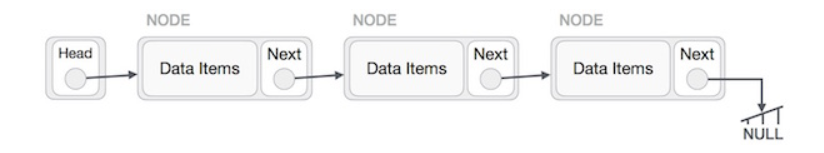 NODE NODE NODE
Head Data Items Next Data Items Next Data Items Next
NULL